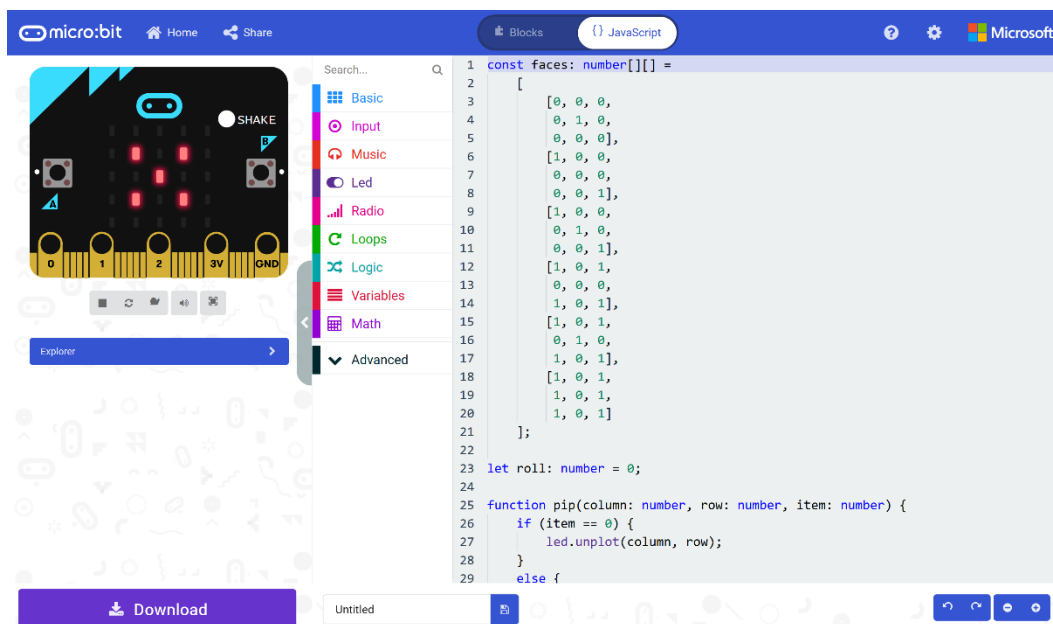 micro:bit Home Share Blocks {} JavaScript ? Microsoft
SHAKE
B
A
0 1 2 3V GND
Explorer
Search...
Basic
Input
Music
Led
Radio
Loops
Logic
Variables
Math
Advanced
1 const faces: number[][] =
2 [
3 [0, 0, 0,
4 0, 1, 0,
5 0, 0, 0],
6 [1, 0, 0,
7 0, 0, 0,
8 0, 0, 1],
9 [1, 0, 0,
10 0, 1, 0,
11 0, 0, 1],
12 [1, 0, 1,
13 0, 0, 0,
14 1, 0, 1],
15 [1, 0, 1,
16 0, 1, 0,
17 1, 0, 1],
18 [1, 0, 1,
19 1, 0, 1,
20 1, 0, 1]
21 ];
22
23 let roll: number = 0;
24
25 function pip(column: number, row: number, item: number) {
26 if (item == 0) {
27 led.unplot(column, row);
28 }
29 else {
Download
Untitled